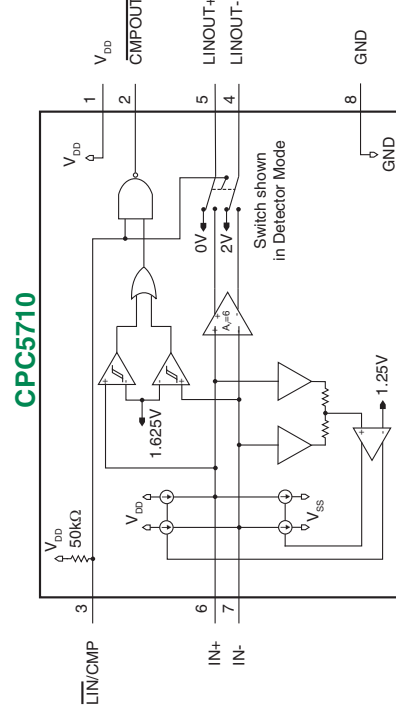 CPC5710
LIN/CMP
3
V_DD
50kΩ
V_DD
1
V_DD
2
CMPOUT
0V
2V
5
LINOUT+
4
LINOUT-
Switch shown
in Detector Mode
1.625V
+
-
-
+
+
-
A_V=6
+
-
IN+
6
IN-
7
V_DD
V_SS
+
-
1.25V
8
GND
GND